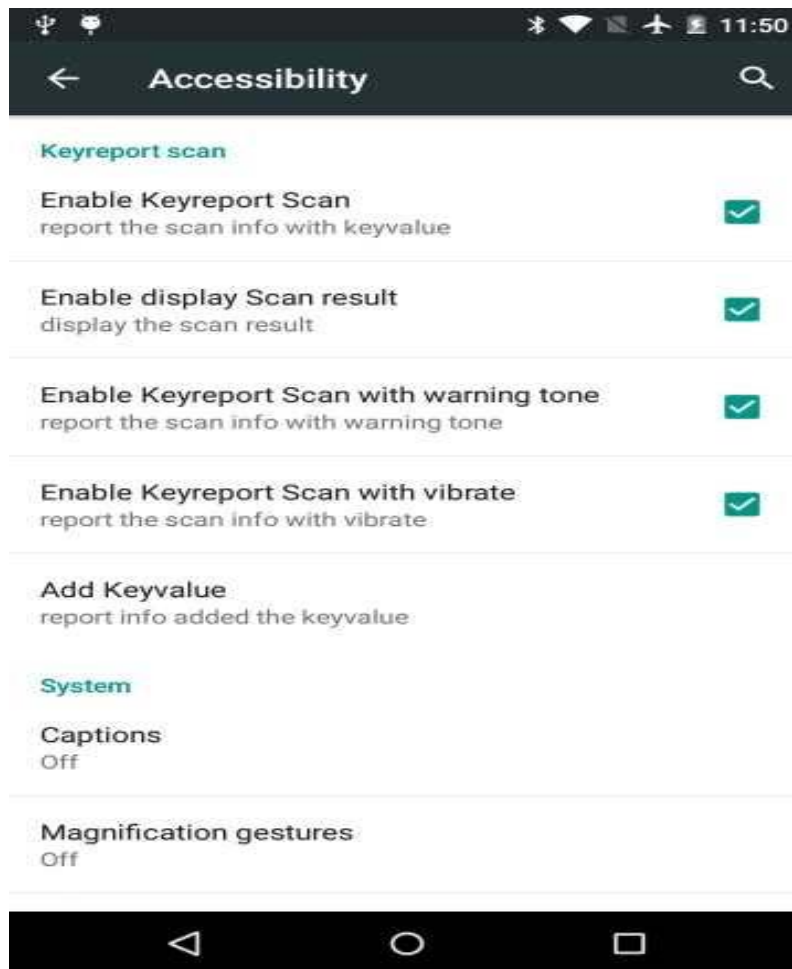 11:50
Accessibility
Keyreport scan
Enable Keyreport Scan
report the scan info with keyvalue
Enable display Scan result
display the scan result
Enable Keyreport Scan with warning tone
report the scan info with warning tone
Enable Keyreport Scan with vibrate
report the scan info with vibrate
Add Keyvalue
report info added the keyvalue
System
Captions
Off
Magnification gestures
Off